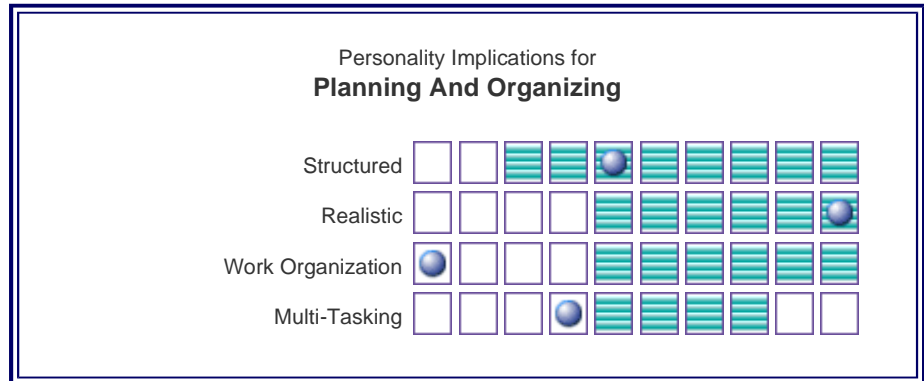 Personality Implications for
Planning And Organizing
Structured
Realistic
Work Organization
Multi-Tasking